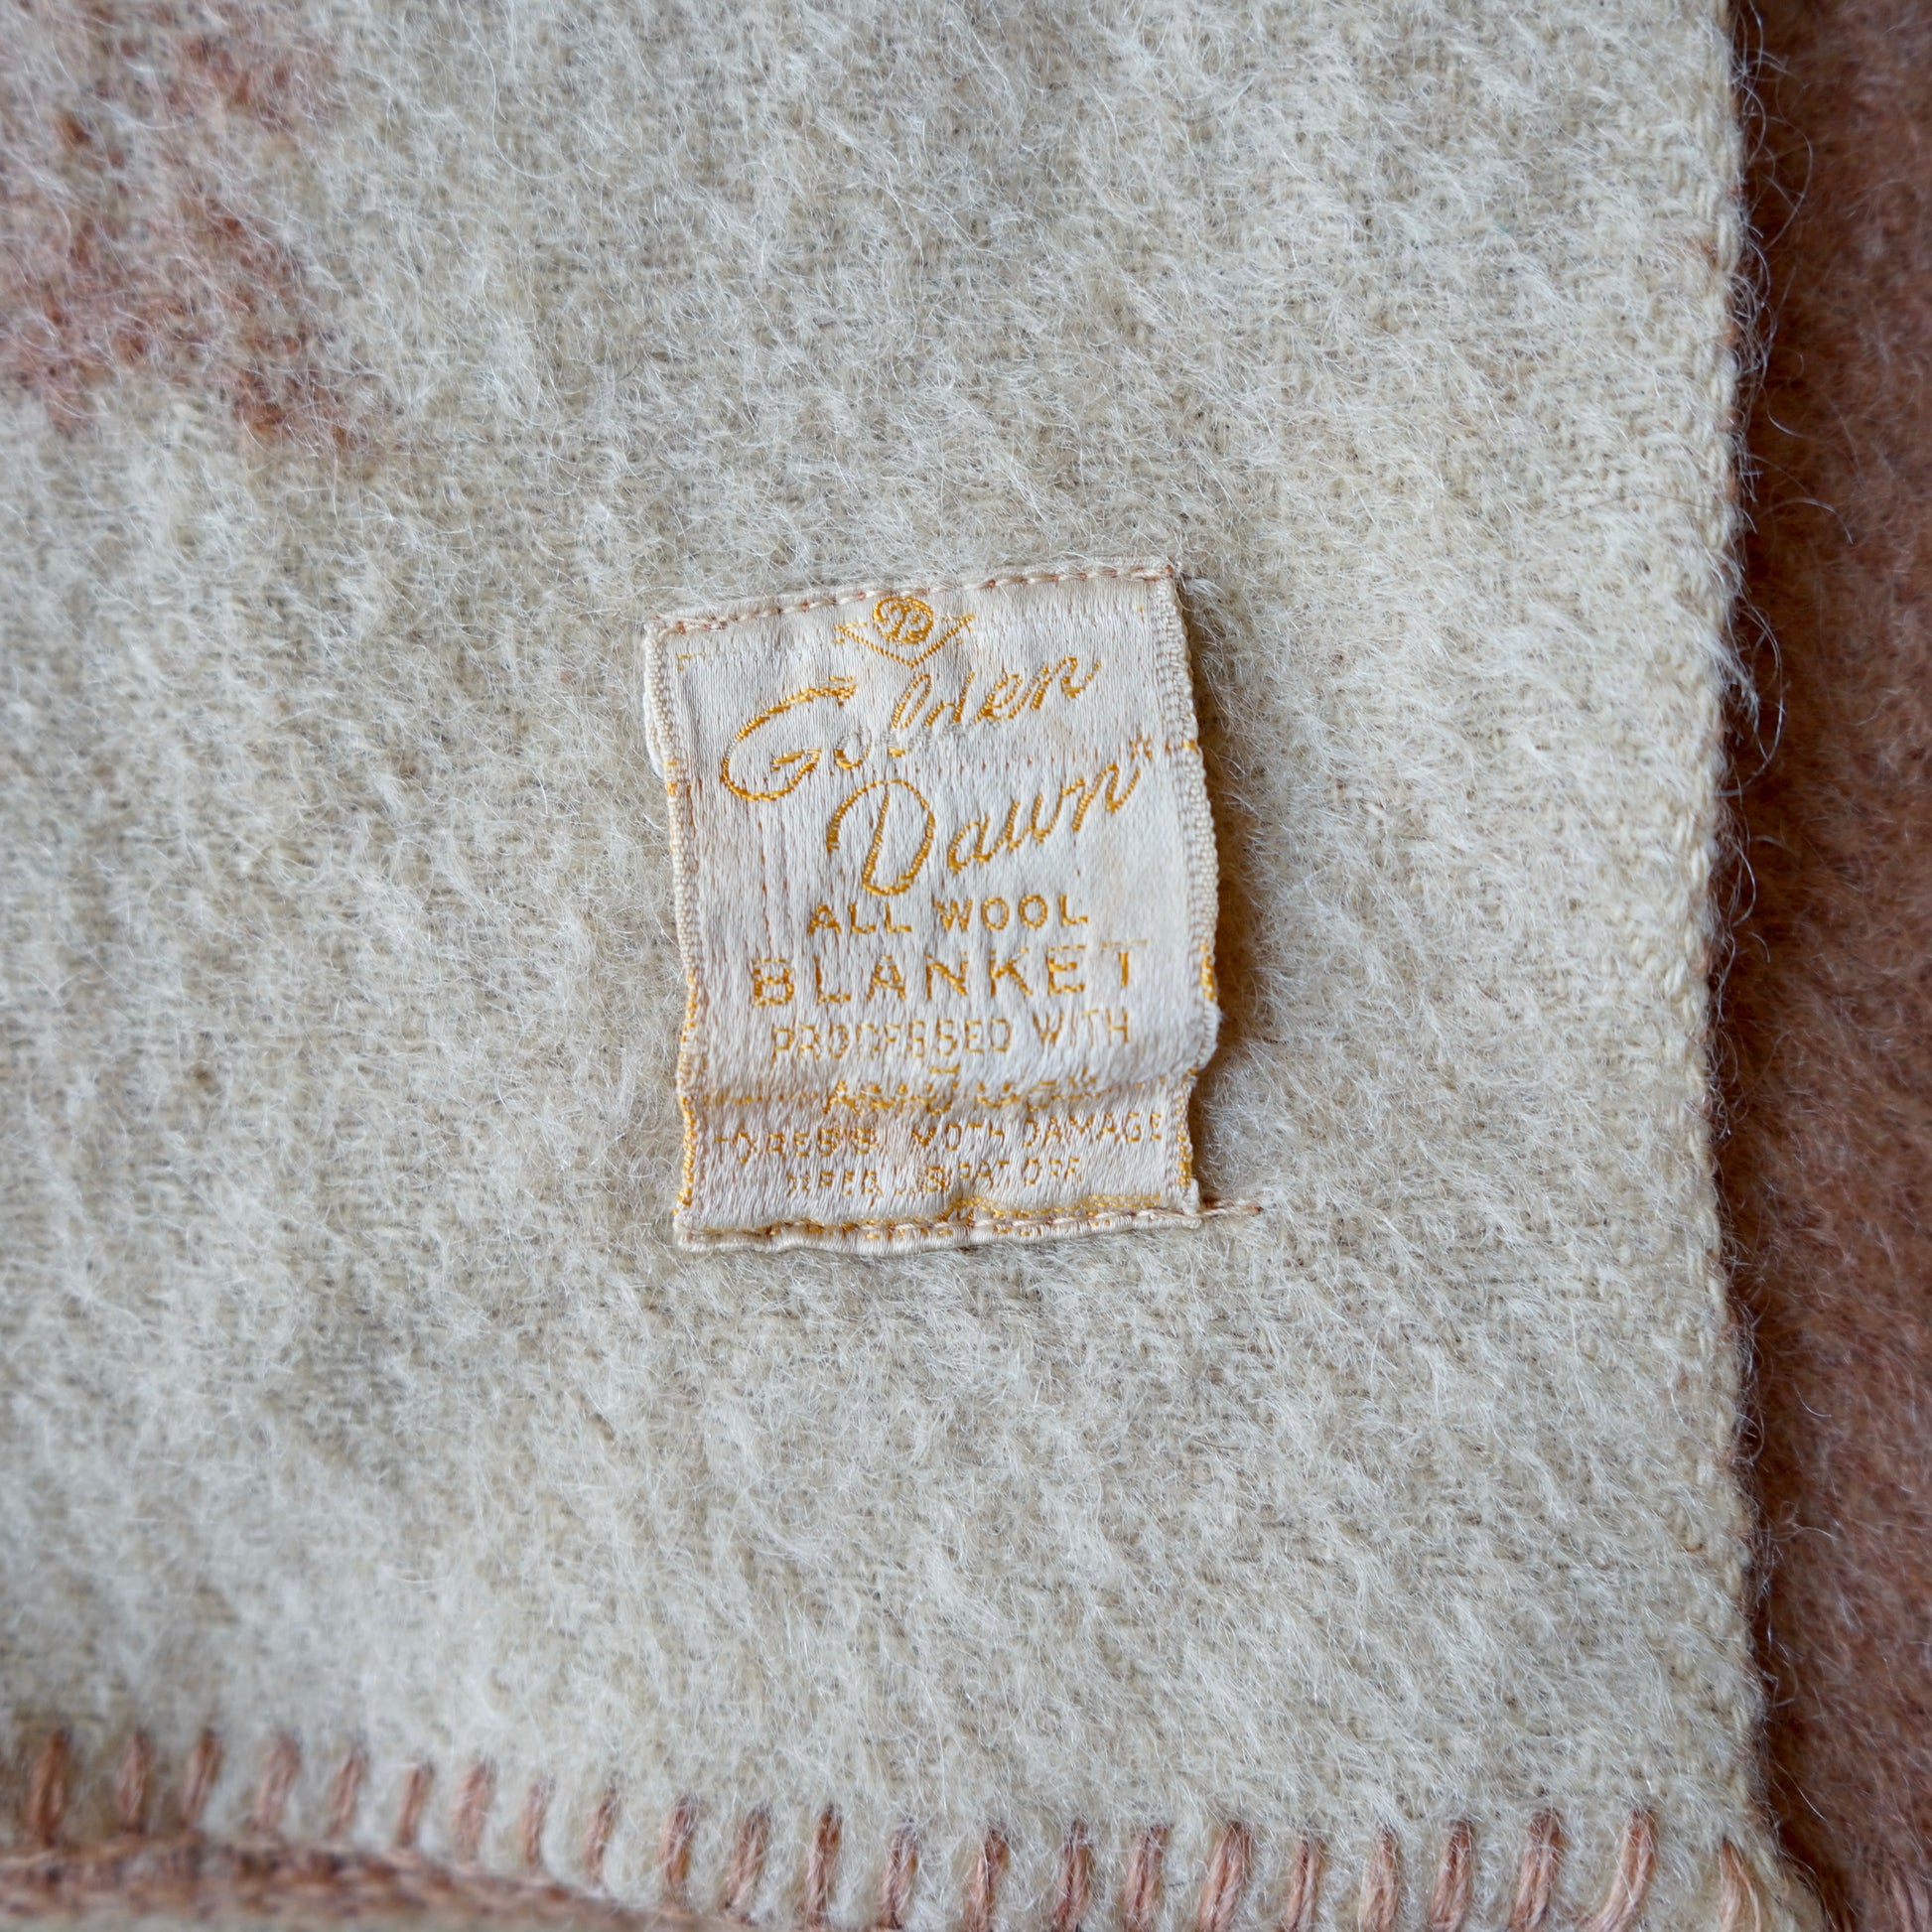 Golden
Dawn
ALL WOOL
BLANKET
PROCESSED WITH
MOTH DAMAGE